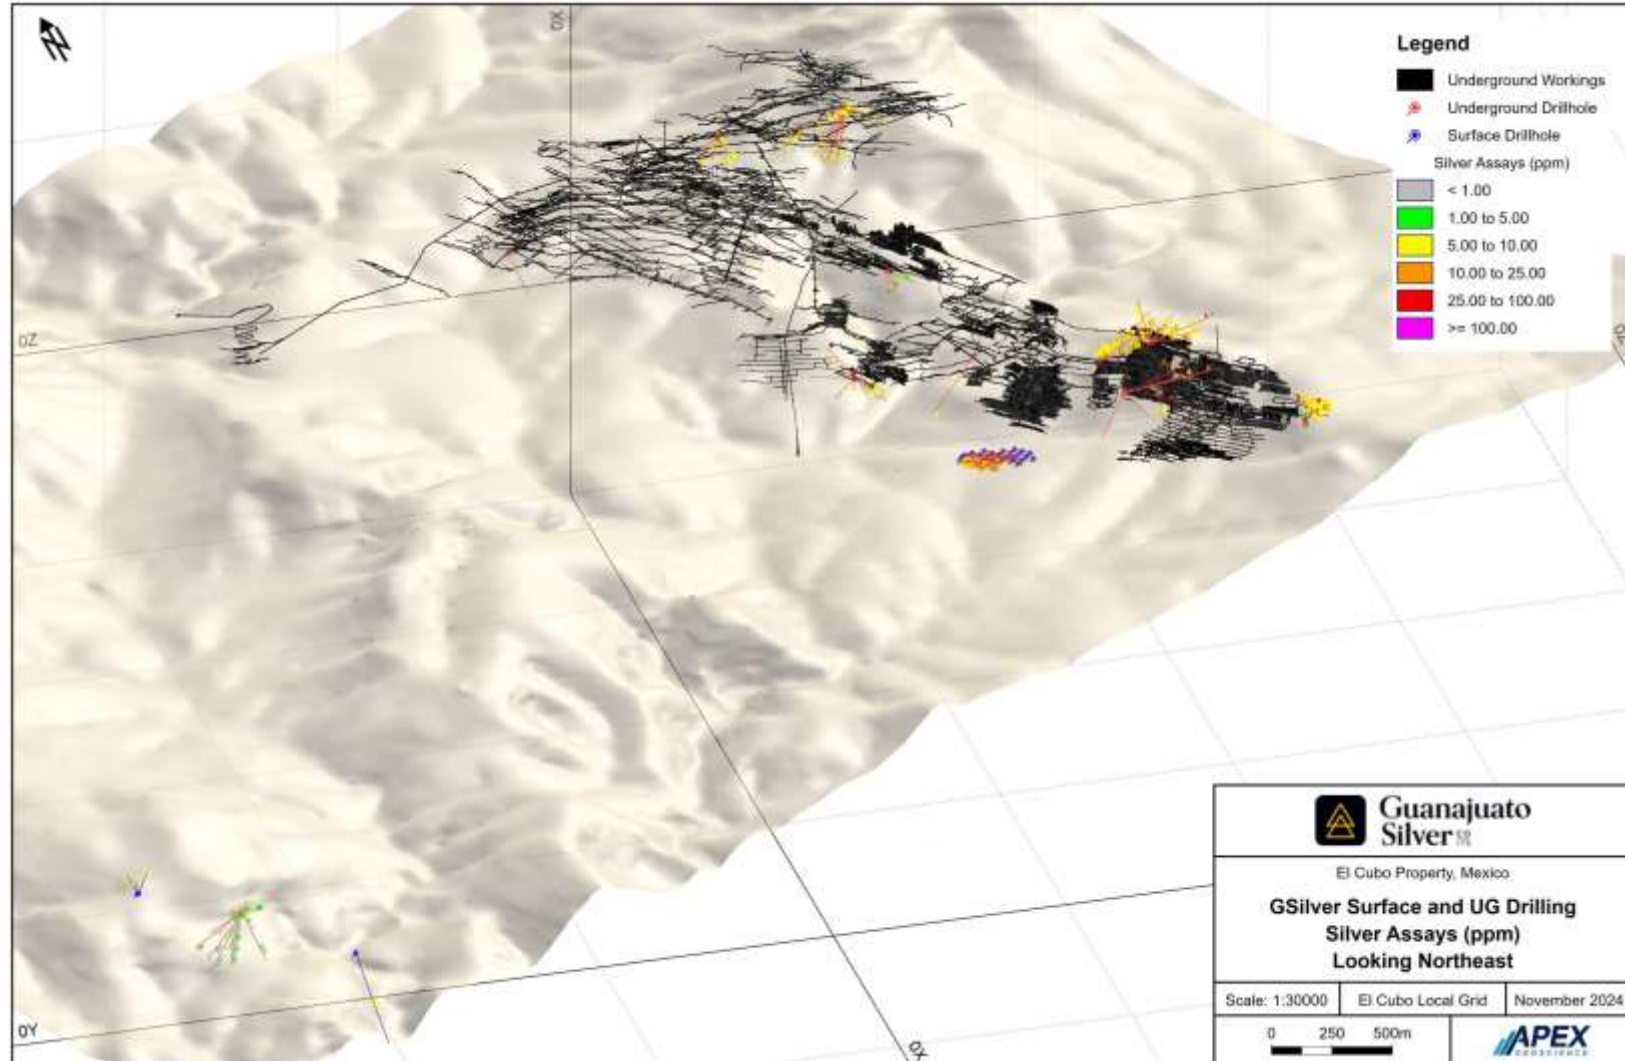 N
0X
Legend
Underground Workings
Underground Drillhole
Surface Drillhole
Silver Assays (ppm)
< 1.00
1.00 to 5.00
5.00 to 10.00
10.00 to 25.00
25.00 to 100.00
>= 100.00
0Z
0Y
0X
Guanajuato
Silver
El Cubo Property, Mexico
GSilver Surface and UG Drilling
Silver Assays (ppm)
Looking Northeast
Scale: 1:30000
El Cubo Local Grid
November 2024
0 250 500m
APEX
GEOSCIENCE